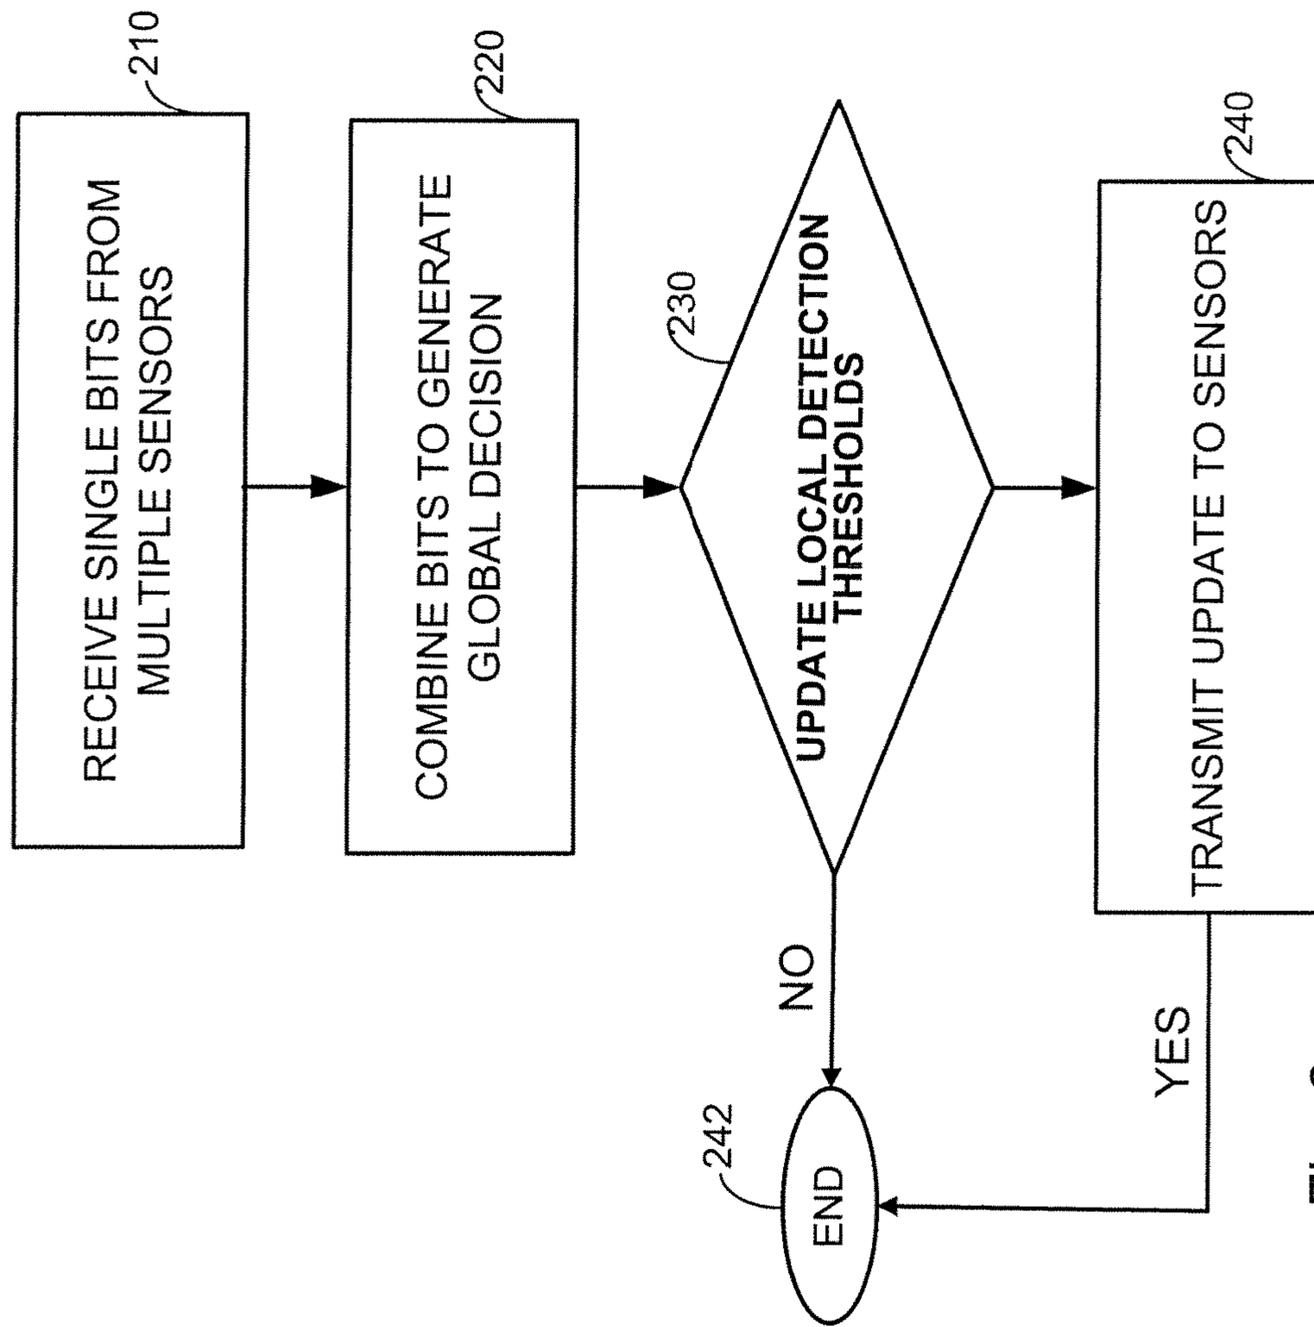 210
RECEIVE SINGLE BITS FROM
MULTIPLE SENSORS
220
COMBINE BITS TO GENERATE
GLOBAL DECISION
230
UPDATE LOCAL DETECTION
THRESHOLDS
NO
242
END
240
TRANSMIT UPDATE TO SENSORS
YES